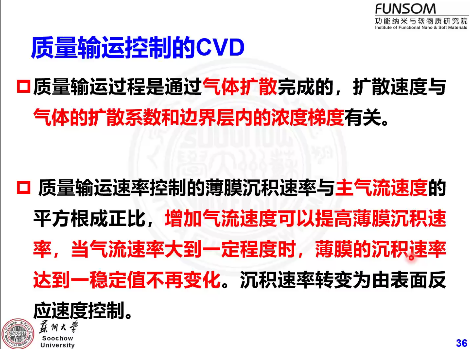 FUNSOM
功能纳米与软物质研究院
Institute of Functional Nano & Soft Materials
质量输运控制的CVD
质量输运过程是通过气体扩散完成的，扩散速度与
气体的扩散系数和边界层内的浓度梯度有关。
质量输运速率控制的薄膜沉积速率与主气流速度的
平方根成正比，增加气流速度可以提高薄膜沉积速
率，当气流速率大到一定程度时，薄膜的沉积速率
达到一稳定值不再变化。沉积速率转变为由表面反
应速度控制。
苏州大学
Soochow
University
36